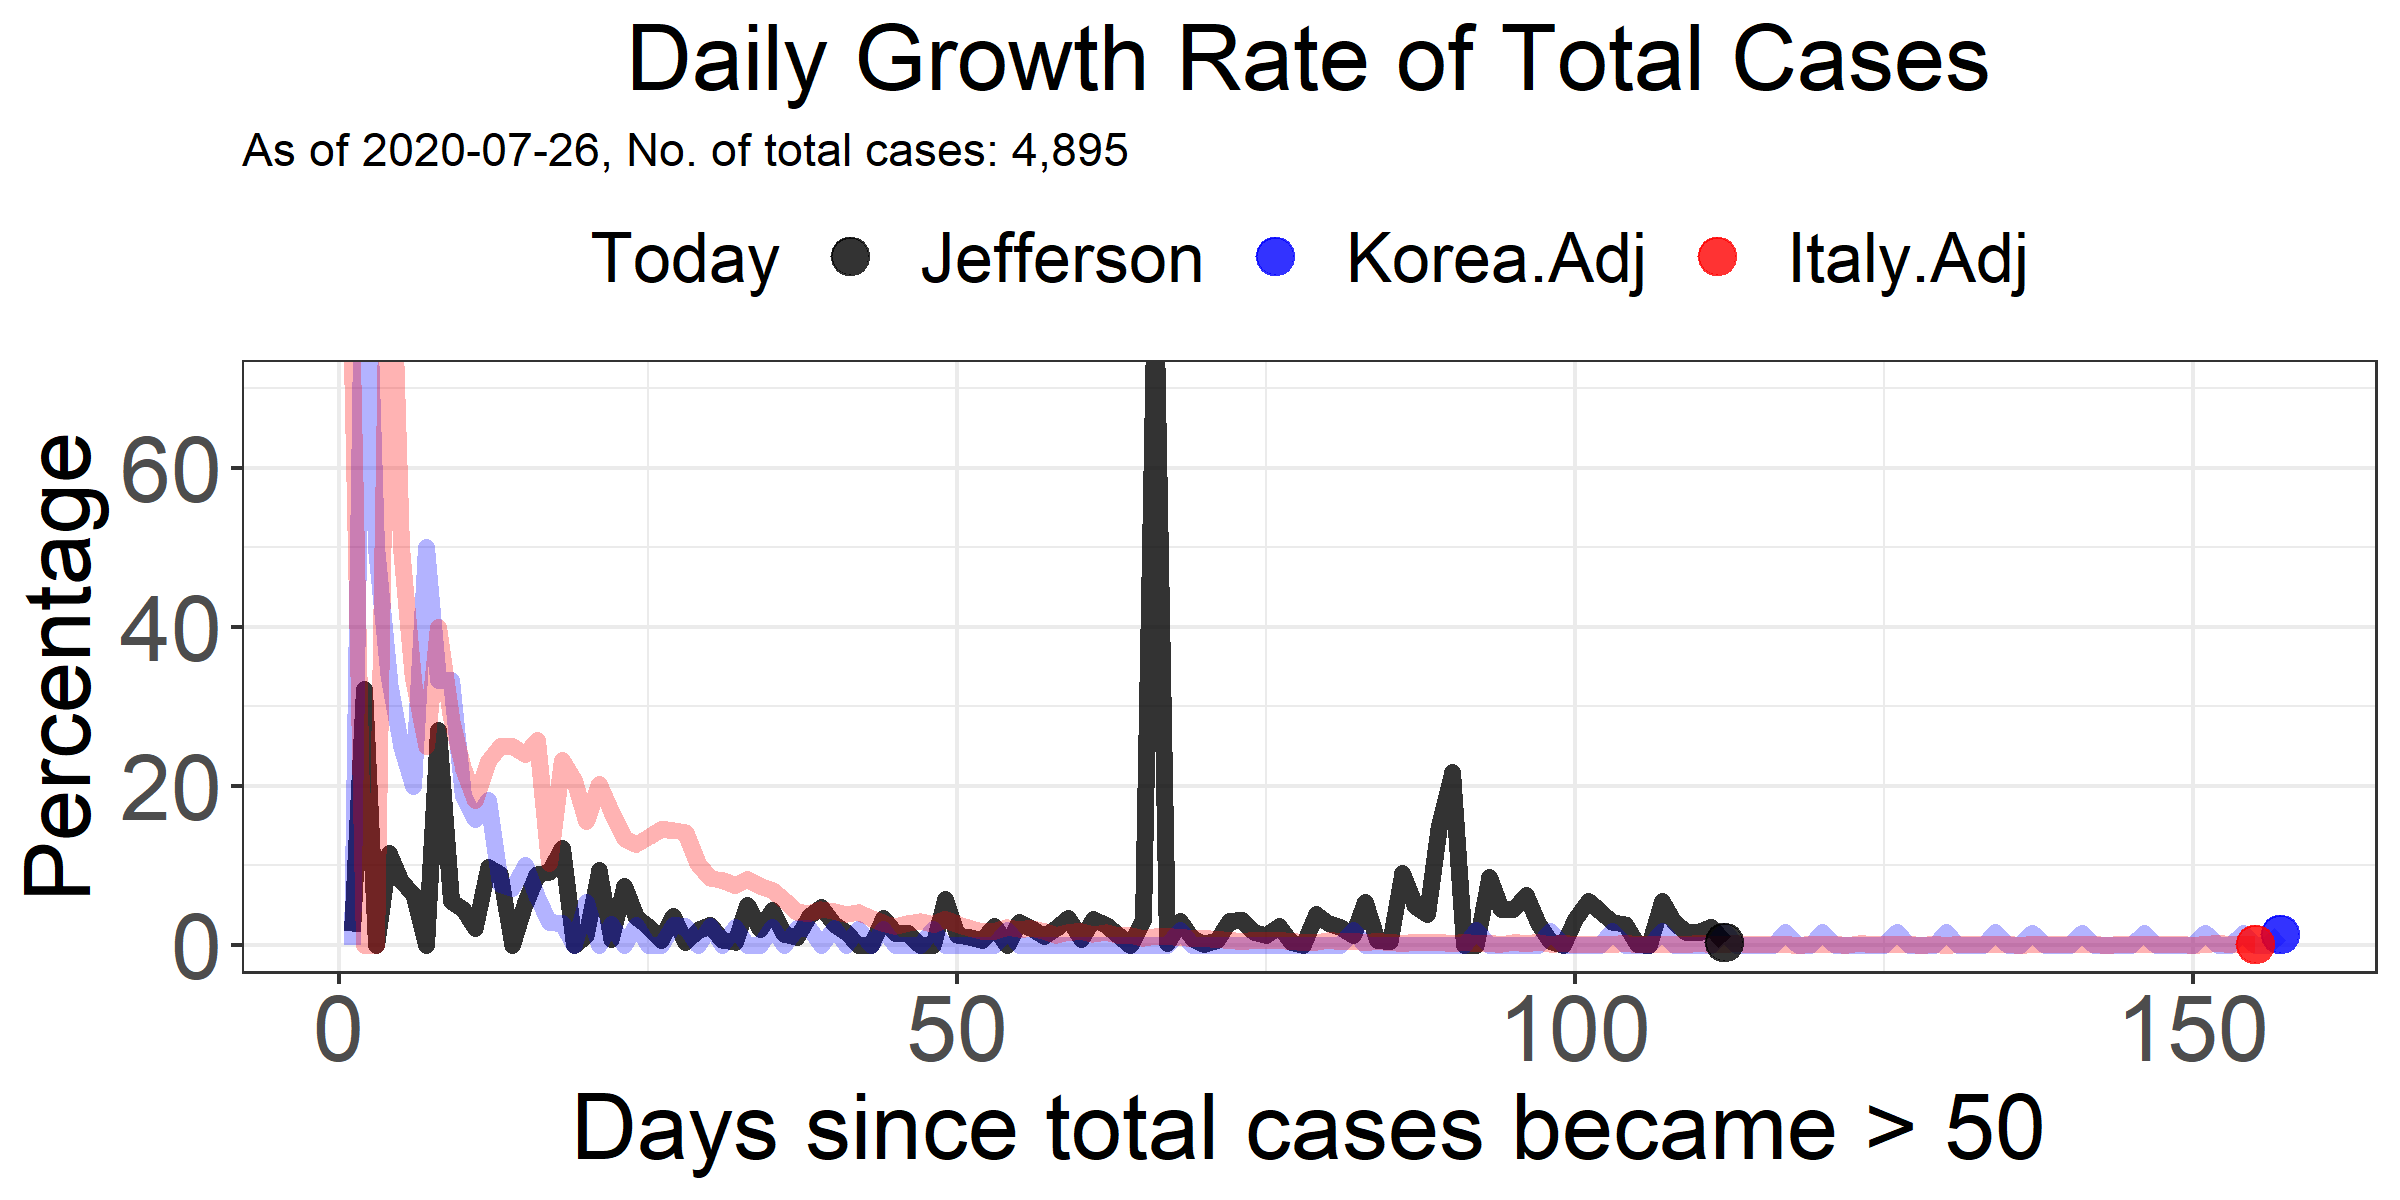 Daily Growth Rate of Total Cases
As of 2020-07-26, No. of total cases: 4,895
Today Jefferson Korea.Adj Italy.Adj
Percentage
60
40
20
0
0 50 100 150
Days since total cases became > 50